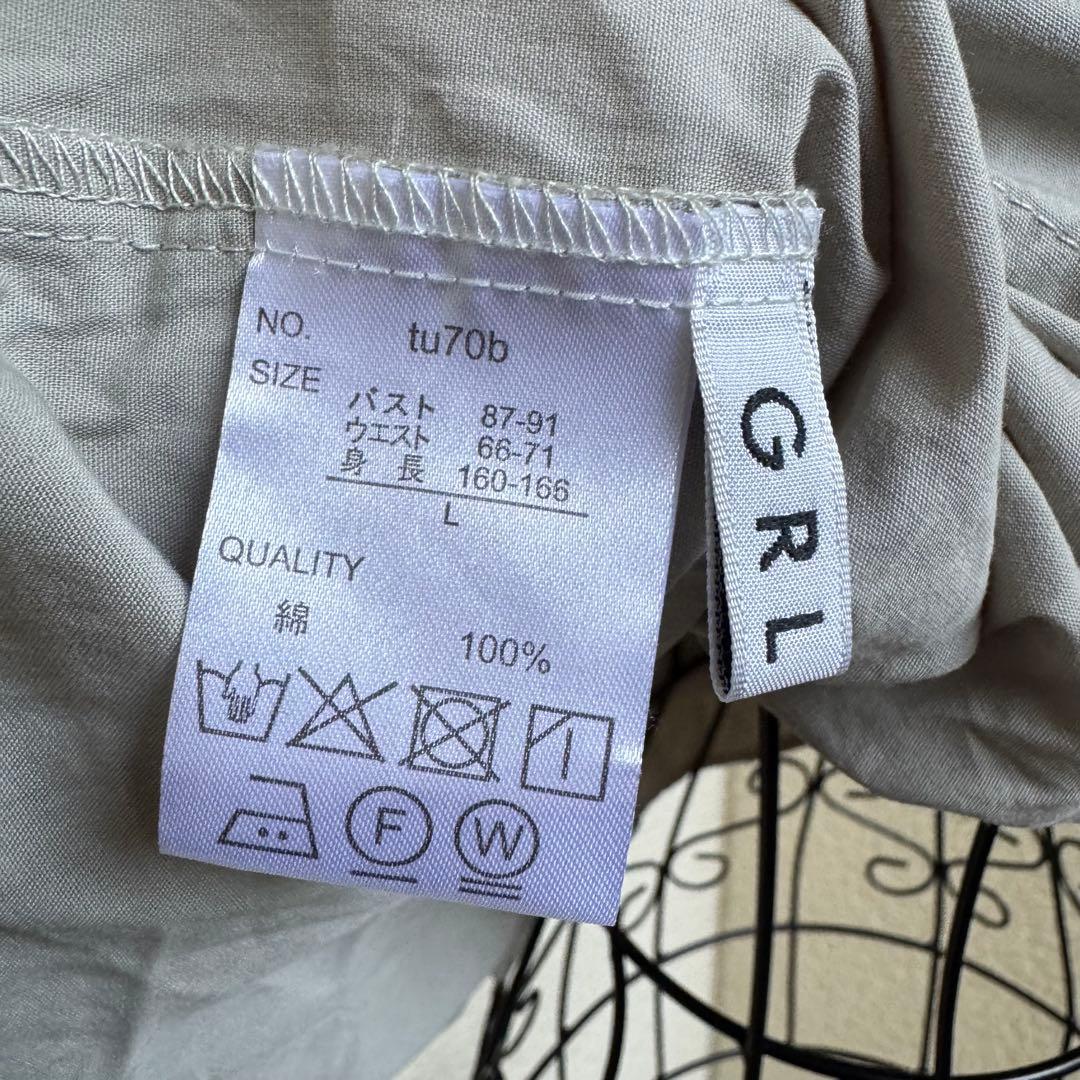 NO. tu70b
SIZE
バスト 87-91
ウエスト 66-71
身長 160-166
L
QUALITY
綿 100%
F
W
GRL